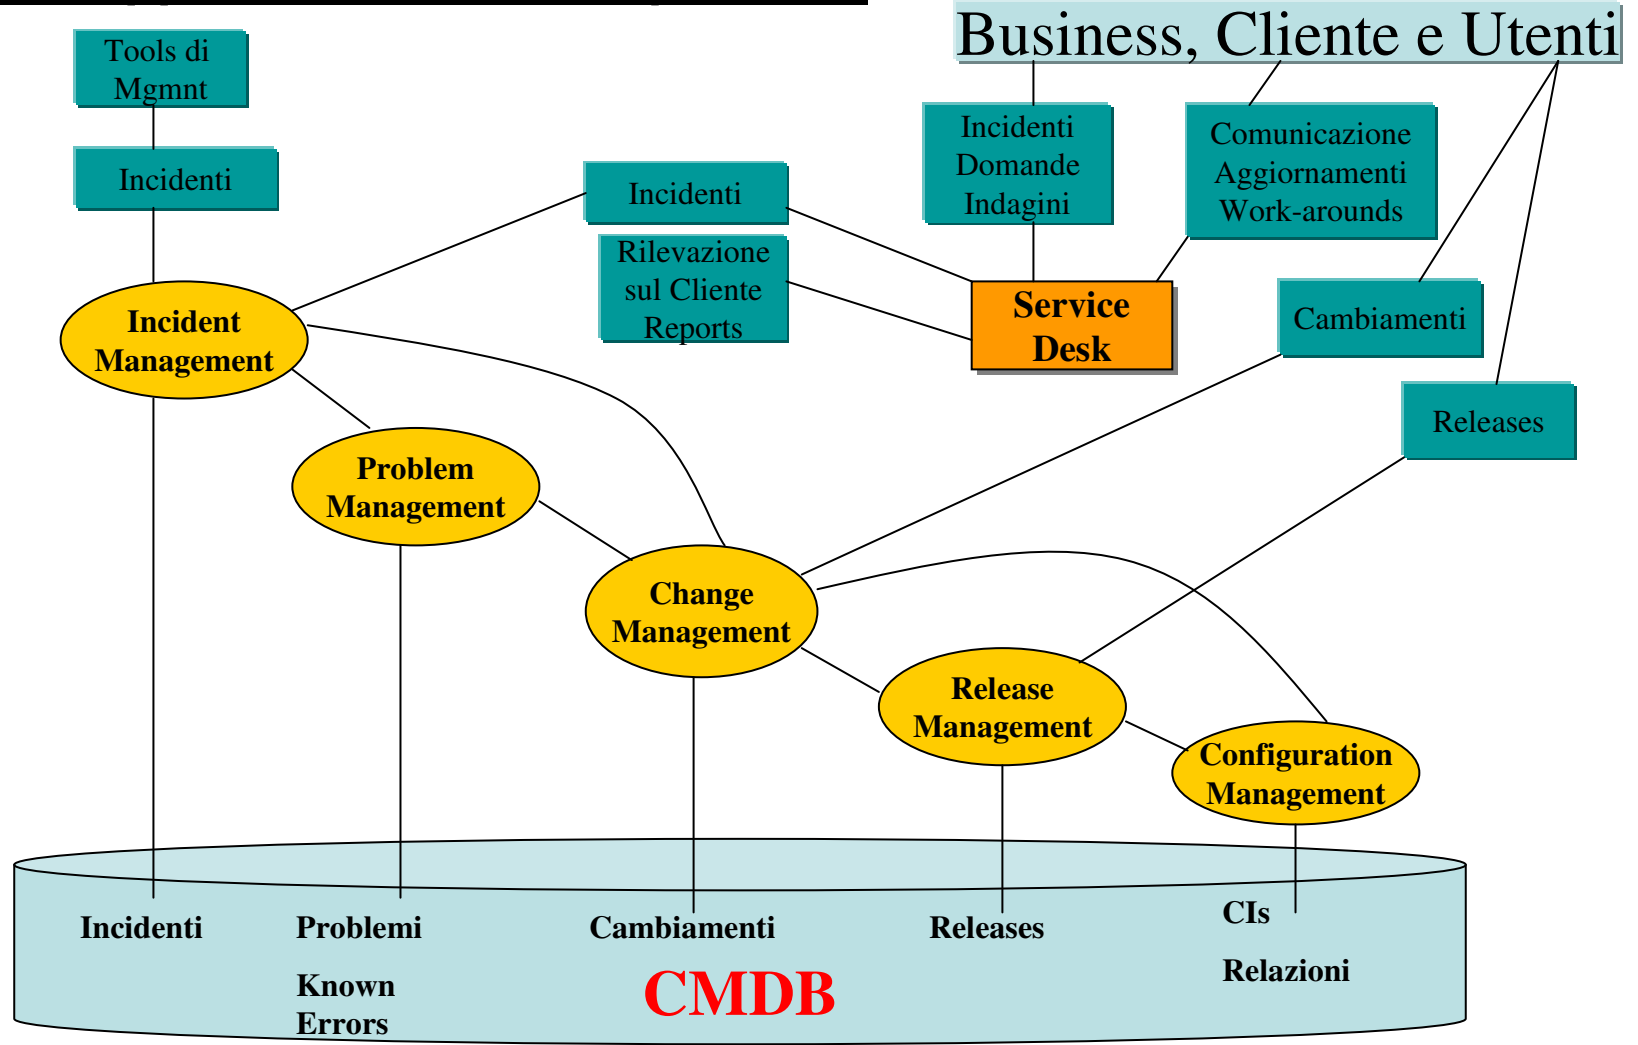 Business, Cliente e Utenti
Tools di
Mgmnt
Incidenti
Incidenti
Rilevazione
sul Cliente
Reports
Incidenti
Domande
Indagini
Comunicazione
Aggiornamenti
Work-arounds
Service
Desk
Cambiamenti
Releases
Incident
Management
Problem
Management
Change
Management
Release
Management
Configuration
Management
Incidenti
Problemi
Known
Errors
Cambiamenti
Releases
CIs
Relazioni
CMDB